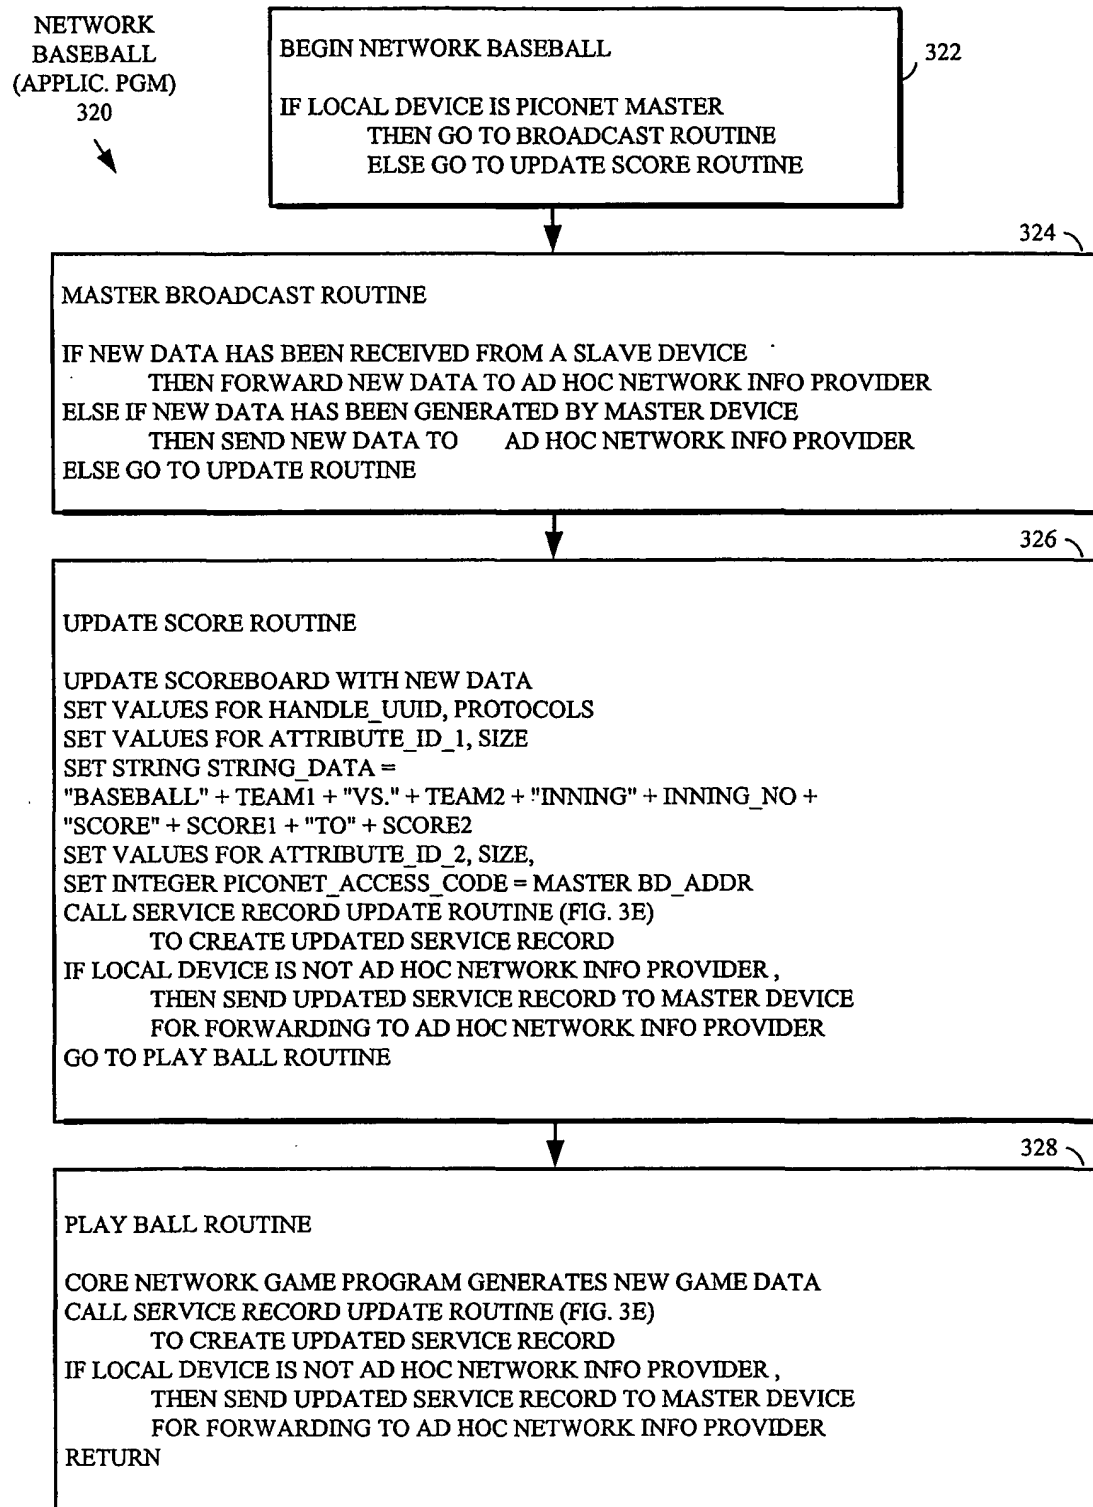 NETWORK
BASEBALL
(APPLIC. PGM)
320
BEGIN NETWORK BASEBALL
IF LOCAL DEVICE IS PICONET MASTER
THEN GO TO BROADCAST ROUTINE
ELSE GO TO UPDATE SCORE ROUTINE
322
324
MASTER BROADCAST ROUTINE
IF NEW DATA HAS BEEN RECEIVED FROM A SLAVE DEVICE
THEN FORWARD NEW DATA TO AD HOC NETWORK INFO PROVIDER
ELSE IF NEW DATA HAS BEEN GENERATED BY MASTER DEVICE
THEN SEND NEW DATA TO AD HOC NETWORK INFO PROVIDER
ELSE GO TO UPDATE ROUTINE
326
UPDATE SCORE ROUTINE
UPDATE SCOREBOARD WITH NEW DATA
SET VALUES FOR HANDLE_UUID, PROTOCOLS
SET VALUES FOR ATTRIBUTE_ID_1, SIZE
SET STRING STRING_DATA =
"BASEBALL" + TEAM1 + "VS." + TEAM2 + "INNING" + INNING_NO +
"SCORE" + SCORE1 + "TO" + SCORE2
SET VALUES FOR ATTRIBUTE_ID_2, SIZE,
SET INTEGER PICONET_ACCESS_CODE = MASTER BD_ADDR
CALL SERVICE RECORD UPDATE ROUTINE (FIG. 3E)
TO CREATE UPDATED SERVICE RECORD
IF LOCAL DEVICE IS NOT AD HOC NETWORK INFO PROVIDER ,
THEN SEND UPDATED SERVICE RECORD TO MASTER DEVICE
FOR FORWARDING TO AD HOC NETWORK INFO PROVIDER
GO TO PLAY BALL ROUTINE
328
PLAY BALL ROUTINE
CORE NETWORK GAME PROGRAM GENERATES NEW GAME DATA
CALL SERVICE RECORD UPDATE ROUTINE (FIG. 3E)
TO CREATE UPDATED SERVICE RECORD
IF LOCAL DEVICE IS NOT AD HOC NETWORK INFO PROVIDER ,
THEN SEND UPDATED SERVICE RECORD TO MASTER DEVICE
FOR FORWARDING TO AD HOC NETWORK INFO PROVIDER
RETURN